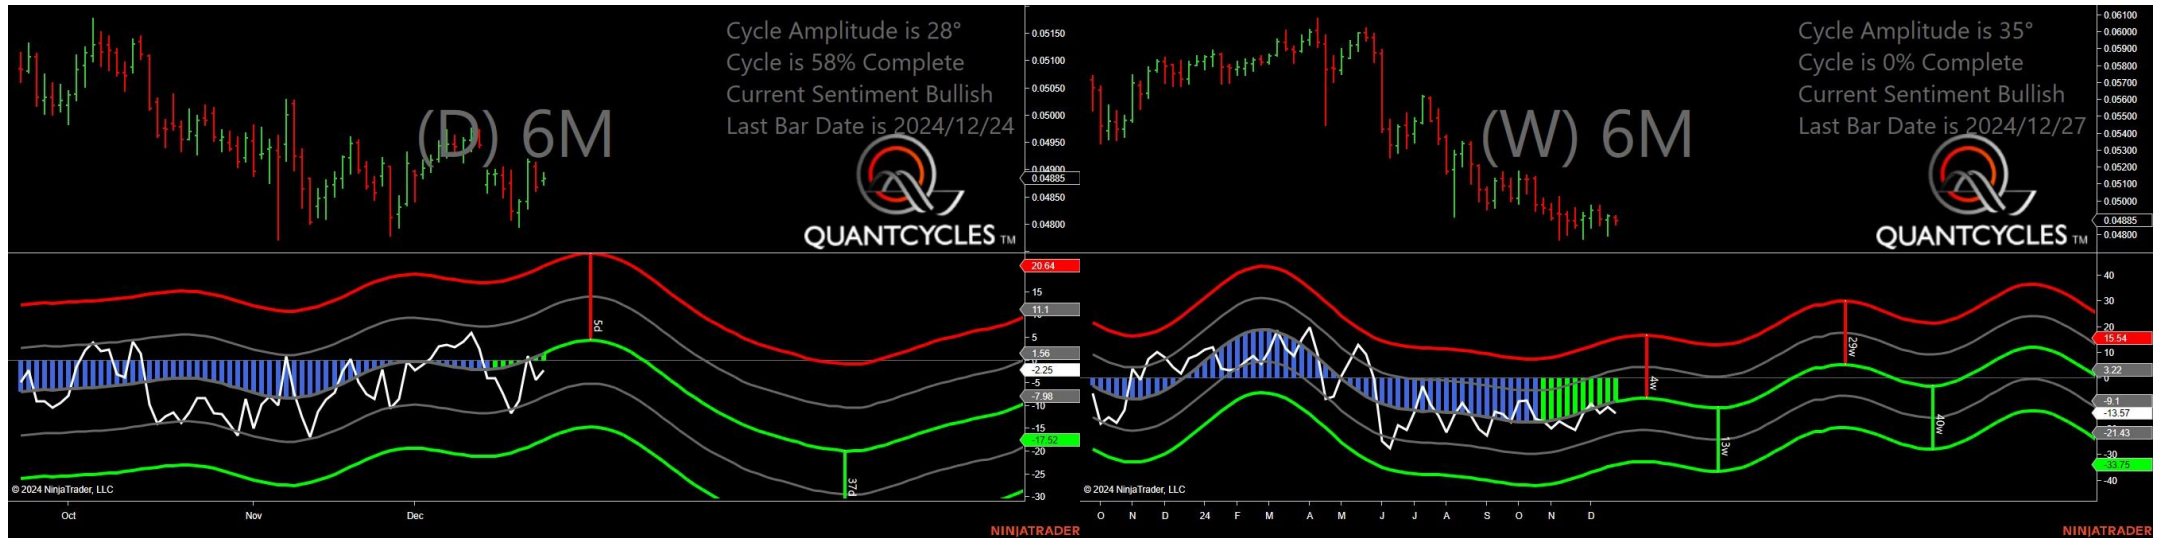 Cycle Amplitude is 28°
Cycle is 58% Complete
Current Sentiment Bullish
Last Bar Date is 2024/12/24
(D) 6M
QUANTCYCLES TM
0.05150
0.05100
0.05050
0.05000
0.04950
0.04900
0.04885
0.04850
0.04800
20.64
15
11.1
5
1.56
-2.25
-5
-7.98
-10
-15
-17.52
-20
-25
-30
5d
37d
© 2024 NinjaTrader, LLC
Oct Nov Dec
NINJATRADER
Cycle Amplitude is 35°
Cycle is 0% Complete
Current Sentiment Bullish
Last Bar Date is 2024/12/27
(W) 6M
QUANTCYCLES TM
0.06100
0.06000
0.05900
0.05800
0.05700
0.05600
0.05500
0.05400
0.05300
0.05200
0.05100
0.05000
0.04885
0.04800
40
30
20
15.54
10
3.22
0
-9.1
-13.57
-21.43
-30
-33.75
-40
4w
13w
29w
40w
© 2024 NinjaTrader, LLC
O N D 24 F M A M J J A S O N D
NINJATRADER